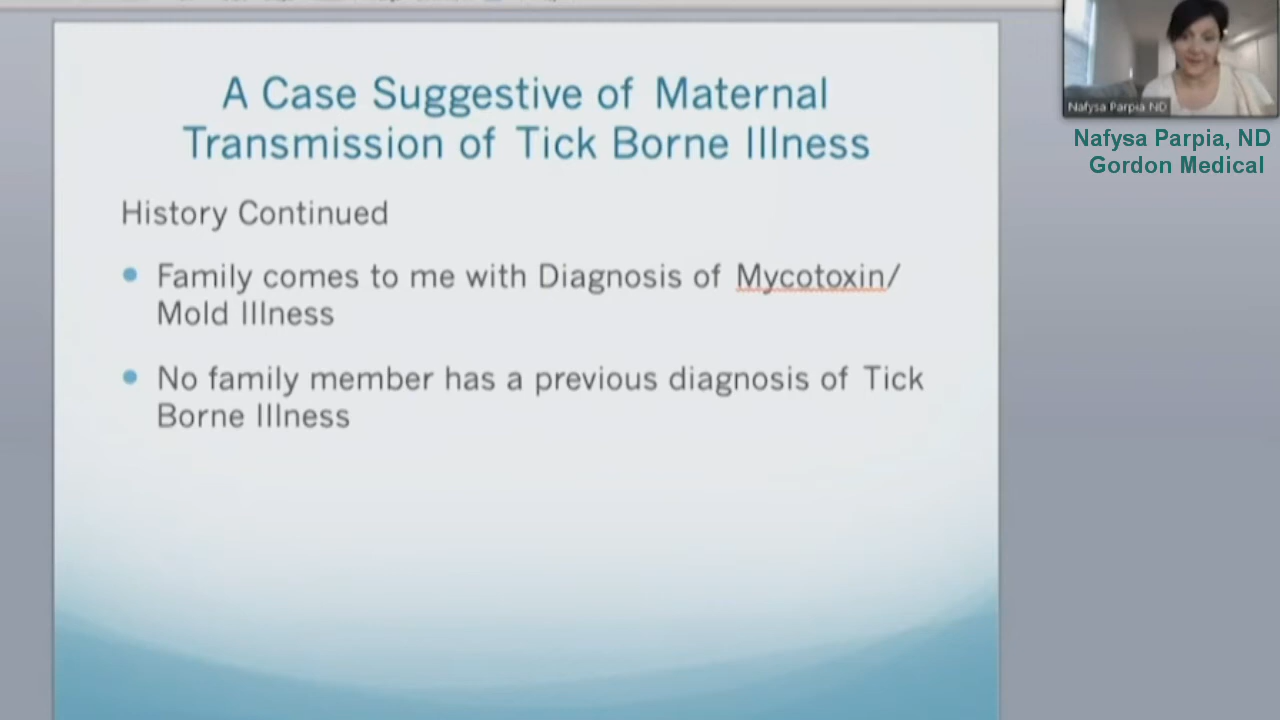 A Case Suggestive of Maternal
Transmission of Tick Borne Illness
History Continued
Family comes to me with Diagnosis of Mycotoxin/
Mold Illness
No family member has a previous diagnosis of Tick
Borne Illness
Nafysa Parpia ND
Nafysa Parpia, ND
Gordon Medical